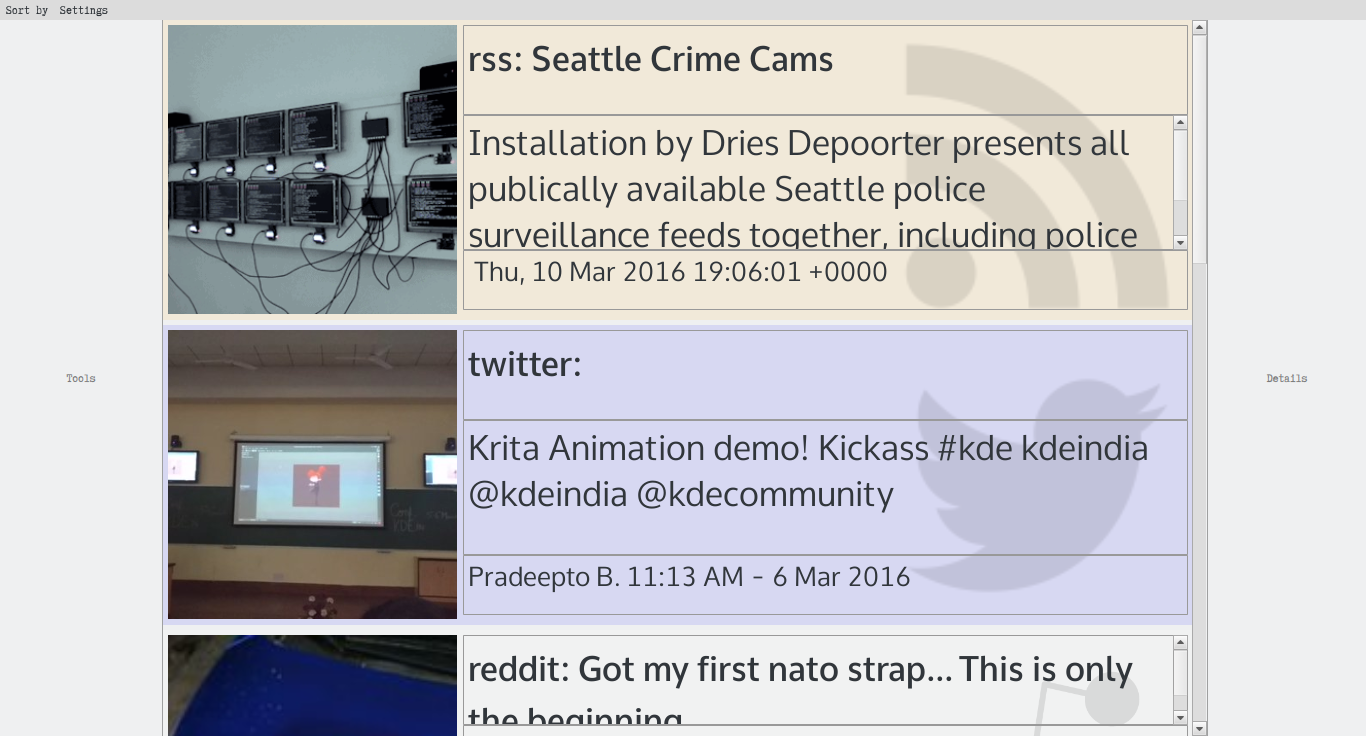 Sort by Settings
rss: Seattle Crime Cams
Installation by Dries Depoorter presents all
publically available Seattle police
surveillance feeds together, including police
Thu, 10 Mar 2016 19:06:01 +0000
Tools
Details
twitter:
Krita Animation demo! Kickass #kde kdeindia
@kdeindia @kdecommunity
Pradeepto B. 11:13 AM - 6 Mar 2016
reddit: Got my first nato strap... This is only
the beginning